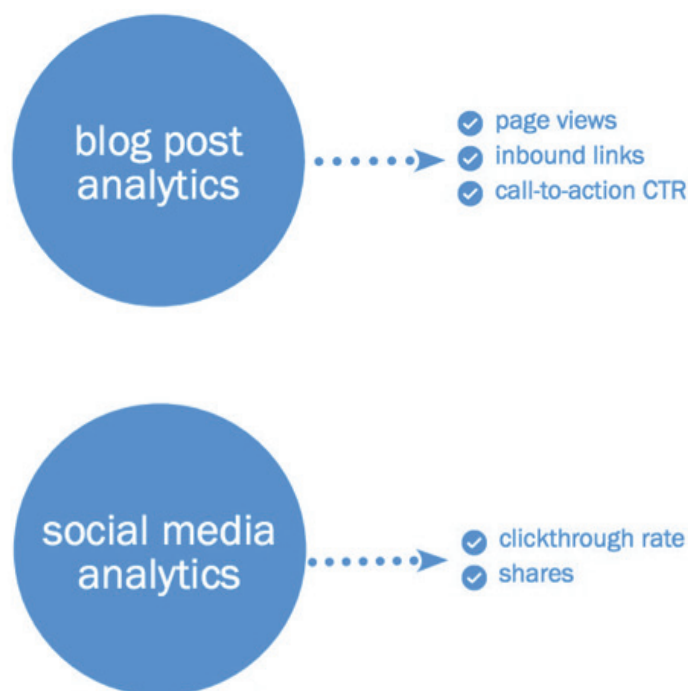 blog post
analytics
page views
inbound links
call-to-action CTR
social media
analytics
clickthrough rate
shares